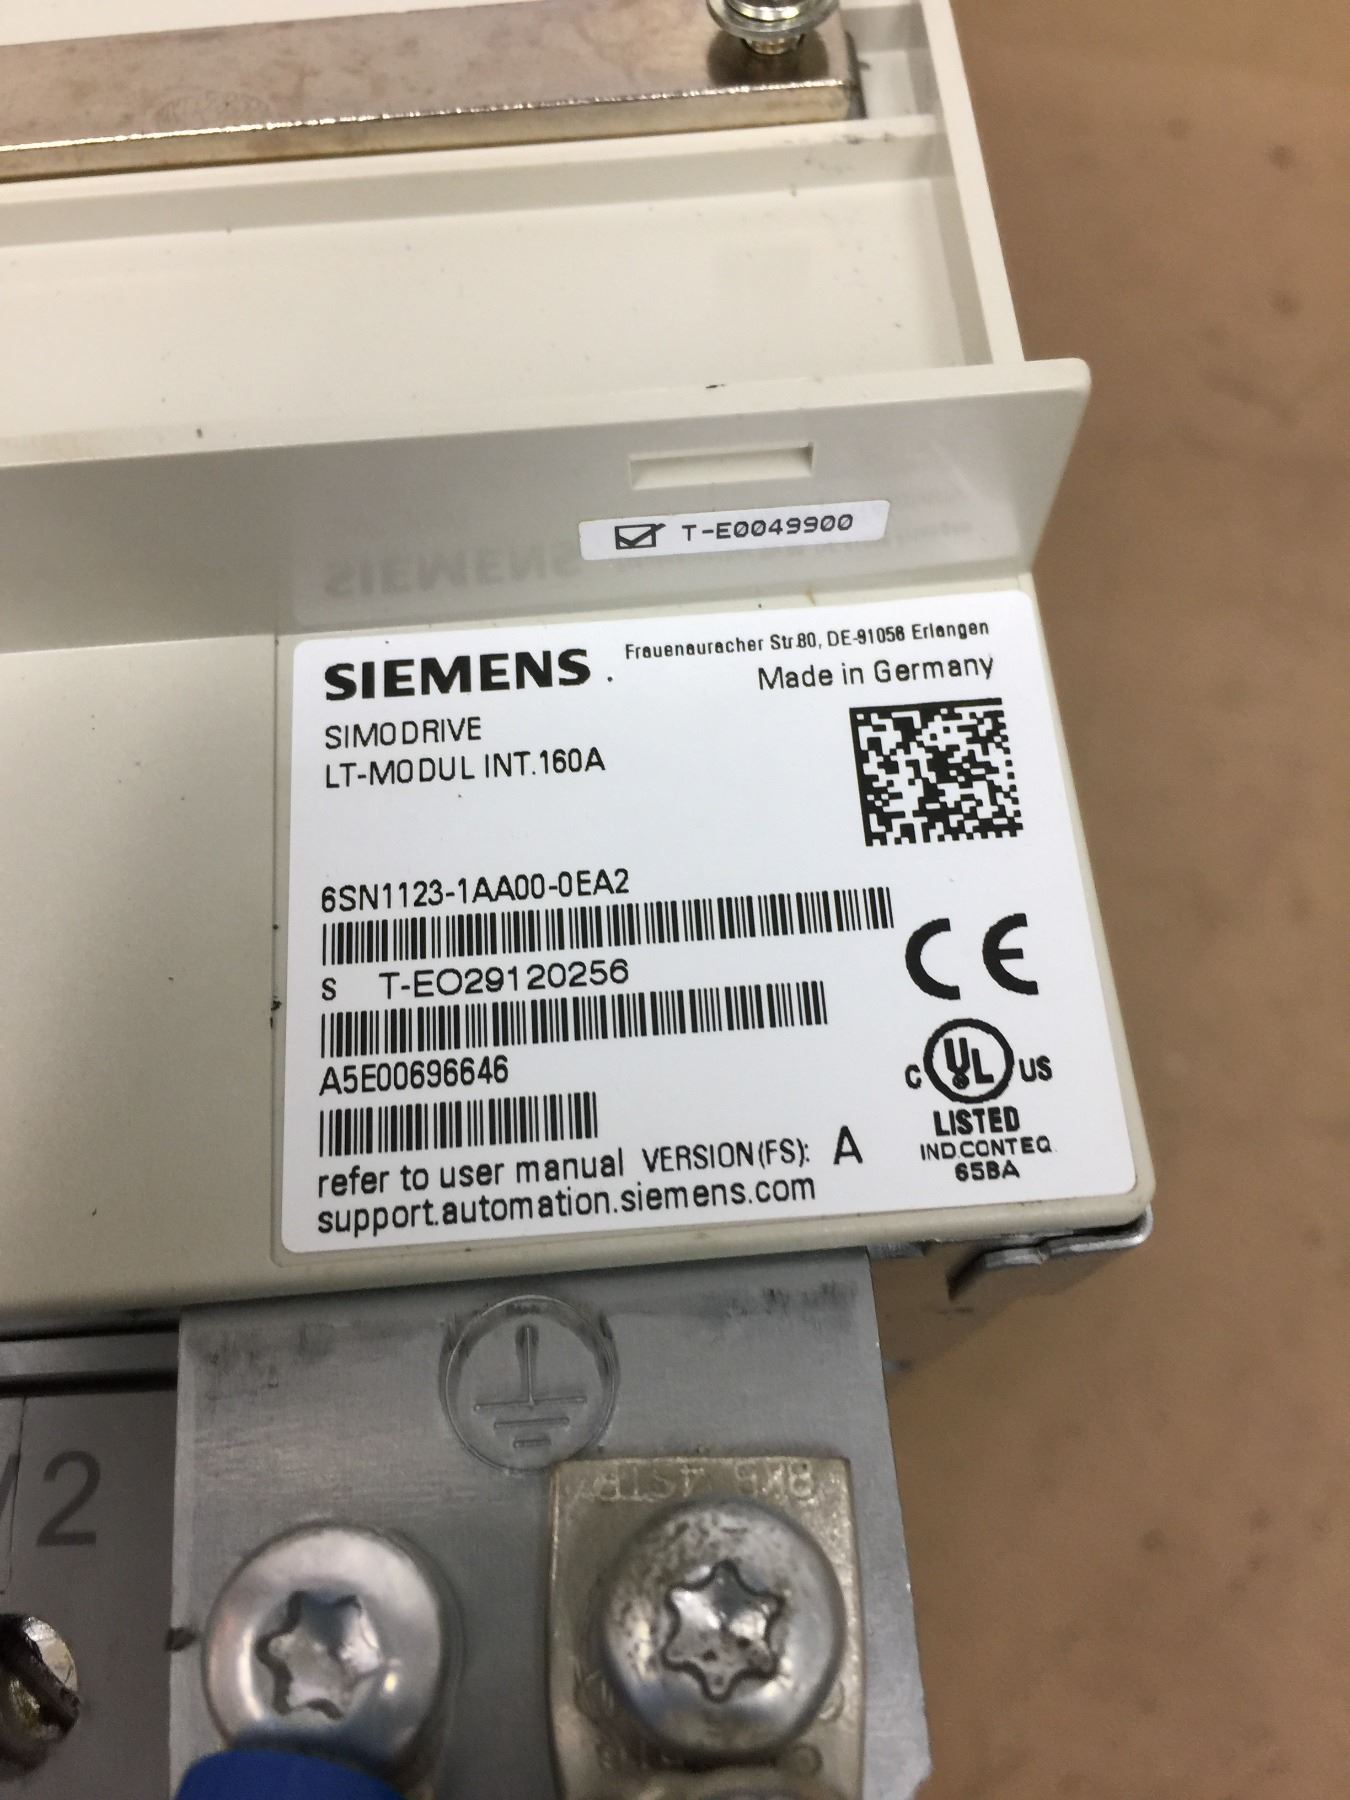 T-E0049900
SIEMENS
Frauenauracher Str.80, DE-91056 Erlangen
Made in Germany
SIMODRIVE
LT-MODUL INT.160A
6SN1123-1AA00-0EA2
S T-EO29120256
A5E00696646
refer to user manual VERSION(FS): A
support.automation.siemens.com
CE
C UL US
LISTED
IND.CONT.EQ.
65BA
2